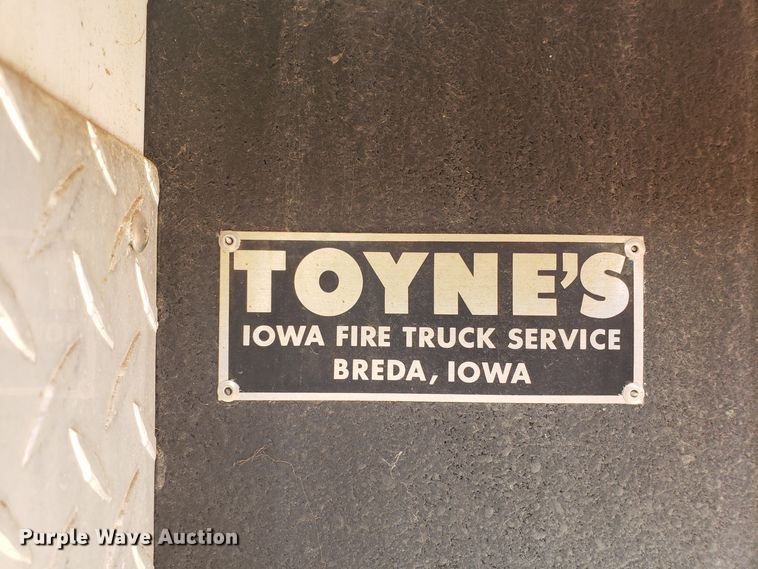 TOYNE'S
IOWA FIRE TRUCK SERVICE
BREDA, IOWA
Purple Wave Auction